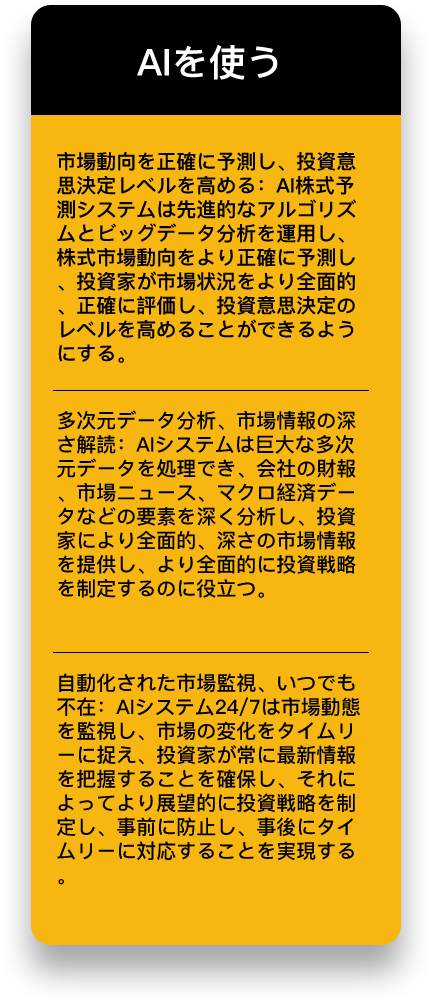 AIを使う
市場動向を正確に予測し、投資意
思決定レベルを高める：AI株式予
測システムは先進的なアルゴリズ
ムとビッグデータ分析を運用し、
株式市場動向をより正確に予測し
、投資家が市場状況をより全面的
、正確に評価し、投資意思決定の
レベルを高めることができるよう
にする。
多次元データ分析、市場情報の深
さ解読：AIシステムは巨大な多次
元データを処理でき、会社の財報
、市場ニュース、マクロ経済デー
タなどの要素を深く分析し、投資
家により全面的、深さの市場情報
を提供し、より全面的に投資戦略
を制定するのに役立つ。
自動化された市場監視、いつでも
不在：AIシステム24/7は市場動態
を監視し、市場の変化をタイムリ
ーに捉え、投資家が常に最新情報
を把握することを確保し、それに
よってより展望的に投資戦略を制
定し、事前に防止し、事後にタイ
ムリーに対応することを実現する
。